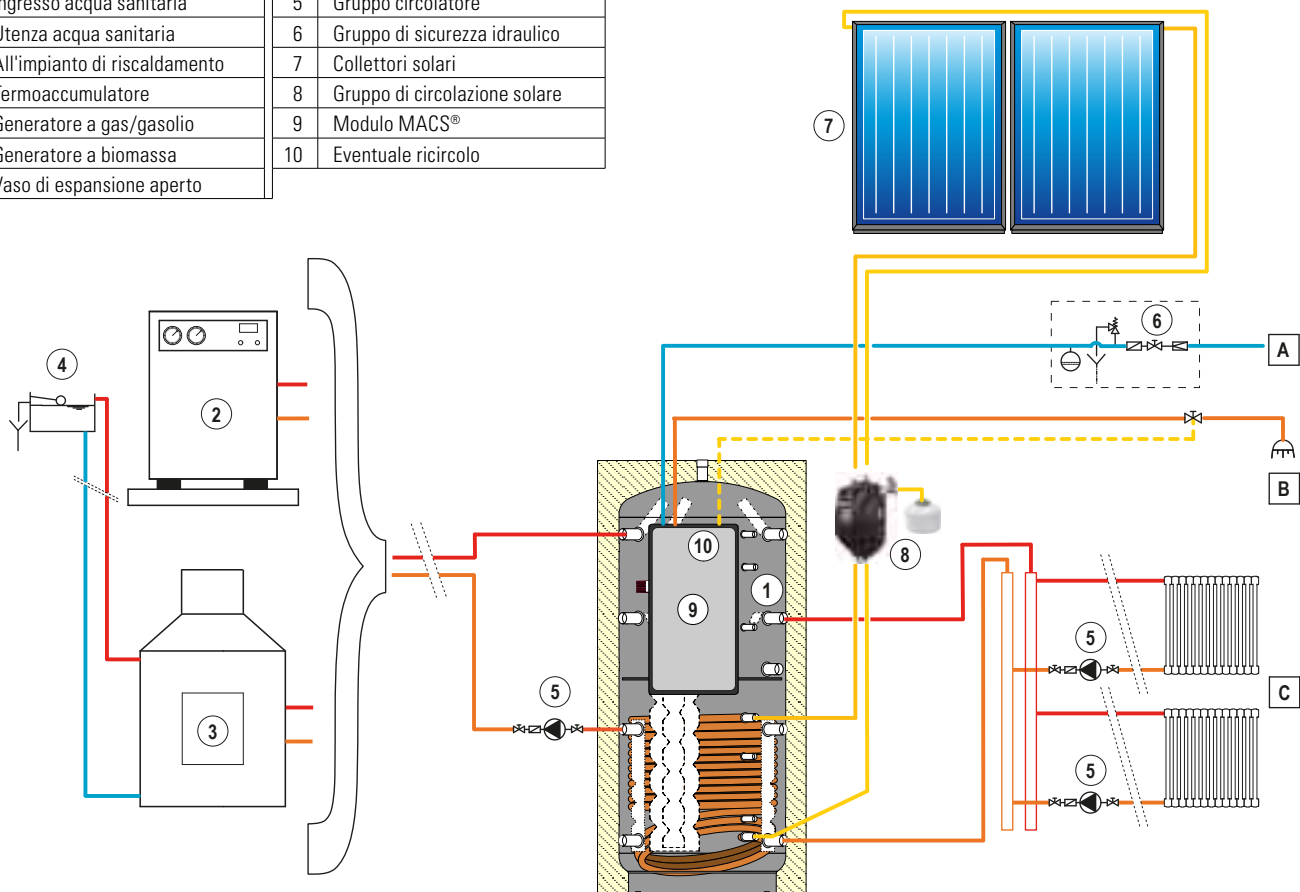 Ingresso acqua sanitaria 5 Gruppo circolatore
Utenza acqua sanitaria 6 Gruppo di sicurezza idraulico
All'impianto di riscaldamento 7 Collettori solari
Termoaccumulatore 8 Gruppo di circolazione solare
Generatore a gas/gasolio 9 Modulo MACS®
Generatore a biomassa 10 Eventuale ricircolo
Vaso di espansione aperto
7
6
A
4
2
B
10
8
1
9
5
5
C
3
5